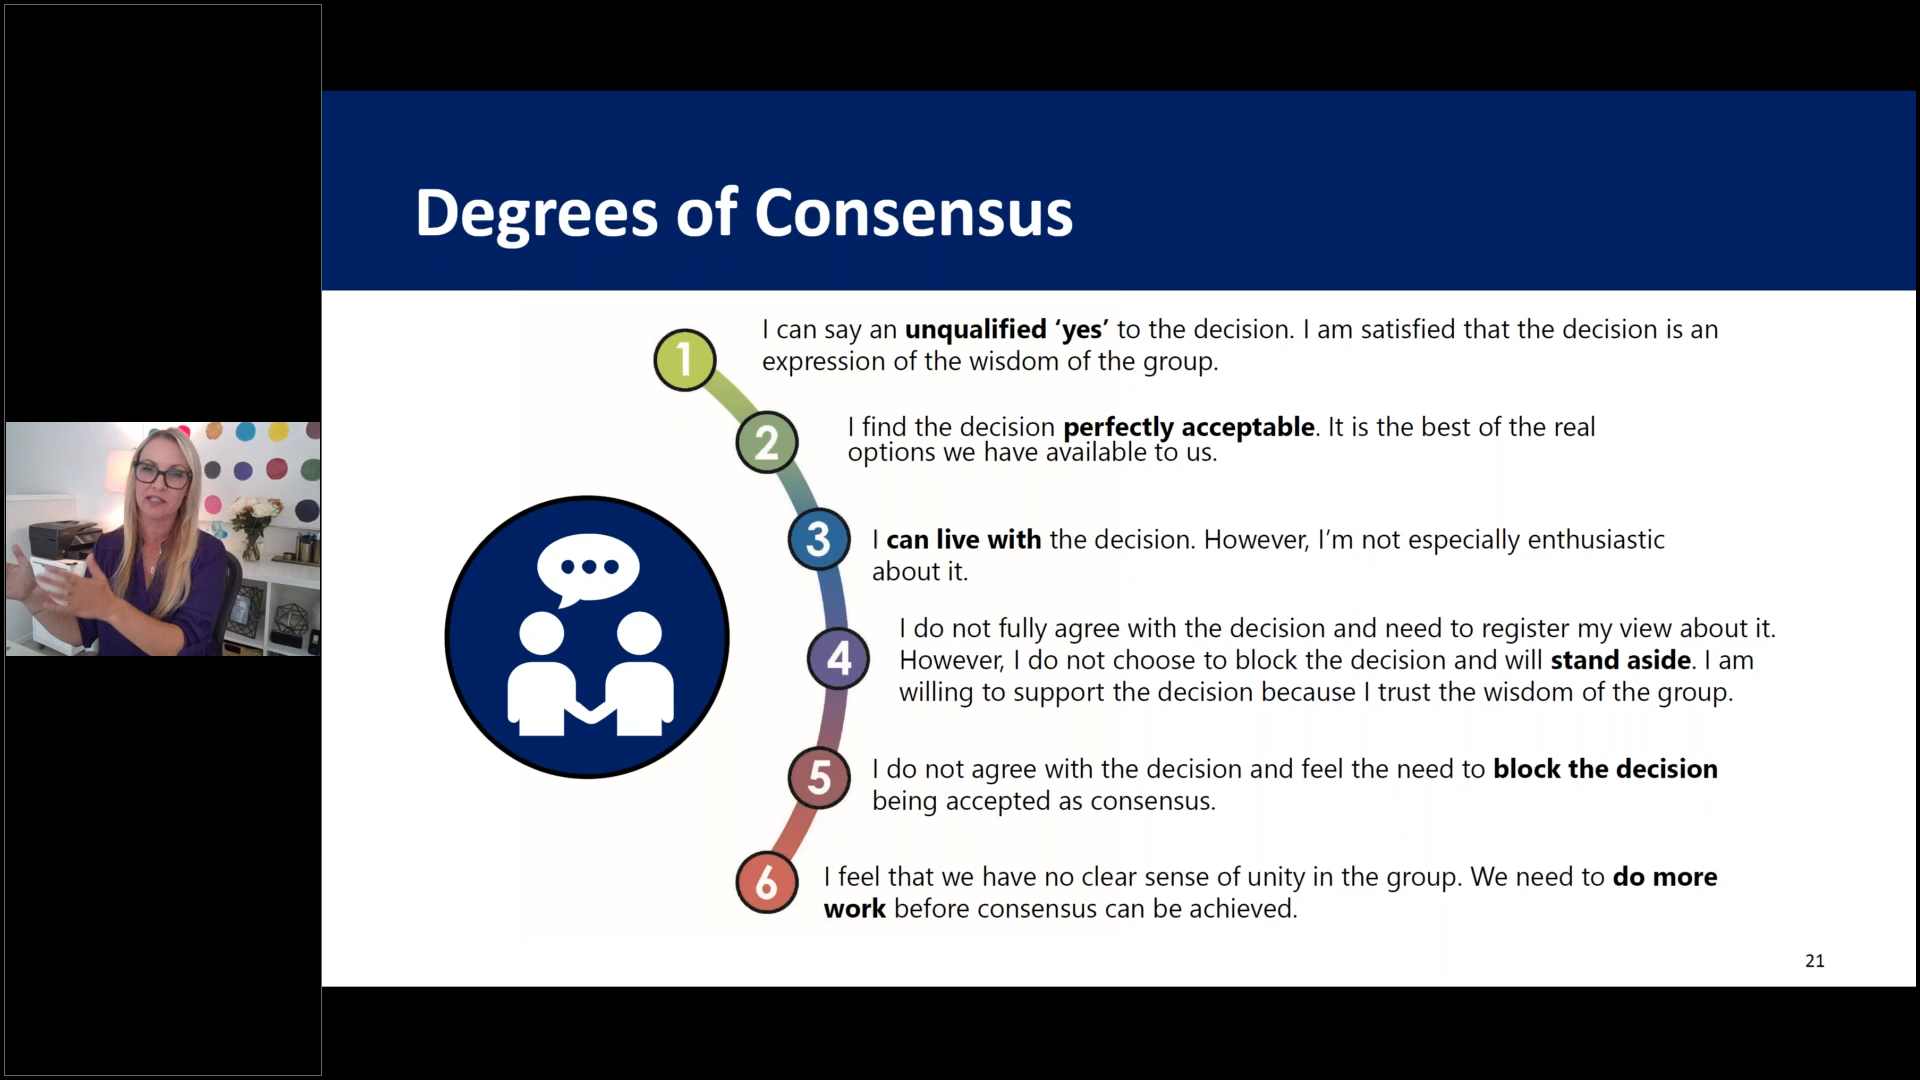 Degrees of Consensus
1
I can say an unqualified ‘yes’ to the decision. I am satisfied that the decision is an
expression of the wisdom of the group.
2
I find the decision perfectly acceptable. It is the best of the real
options we have available to us.
3
I can live with the decision. However, I’m not especially enthusiastic
about it.
4
I do not fully agree with the decision and need to register my view about it.
However, I do not choose to block the decision and will stand aside. I am
willing to support the decision because I trust the wisdom of the group.
5
I do not agree with the decision and feel the need to block the decision
being accepted as consensus.
6
I feel that we have no clear sense of unity in the group. We need to do more
work before consensus can be achieved.
21